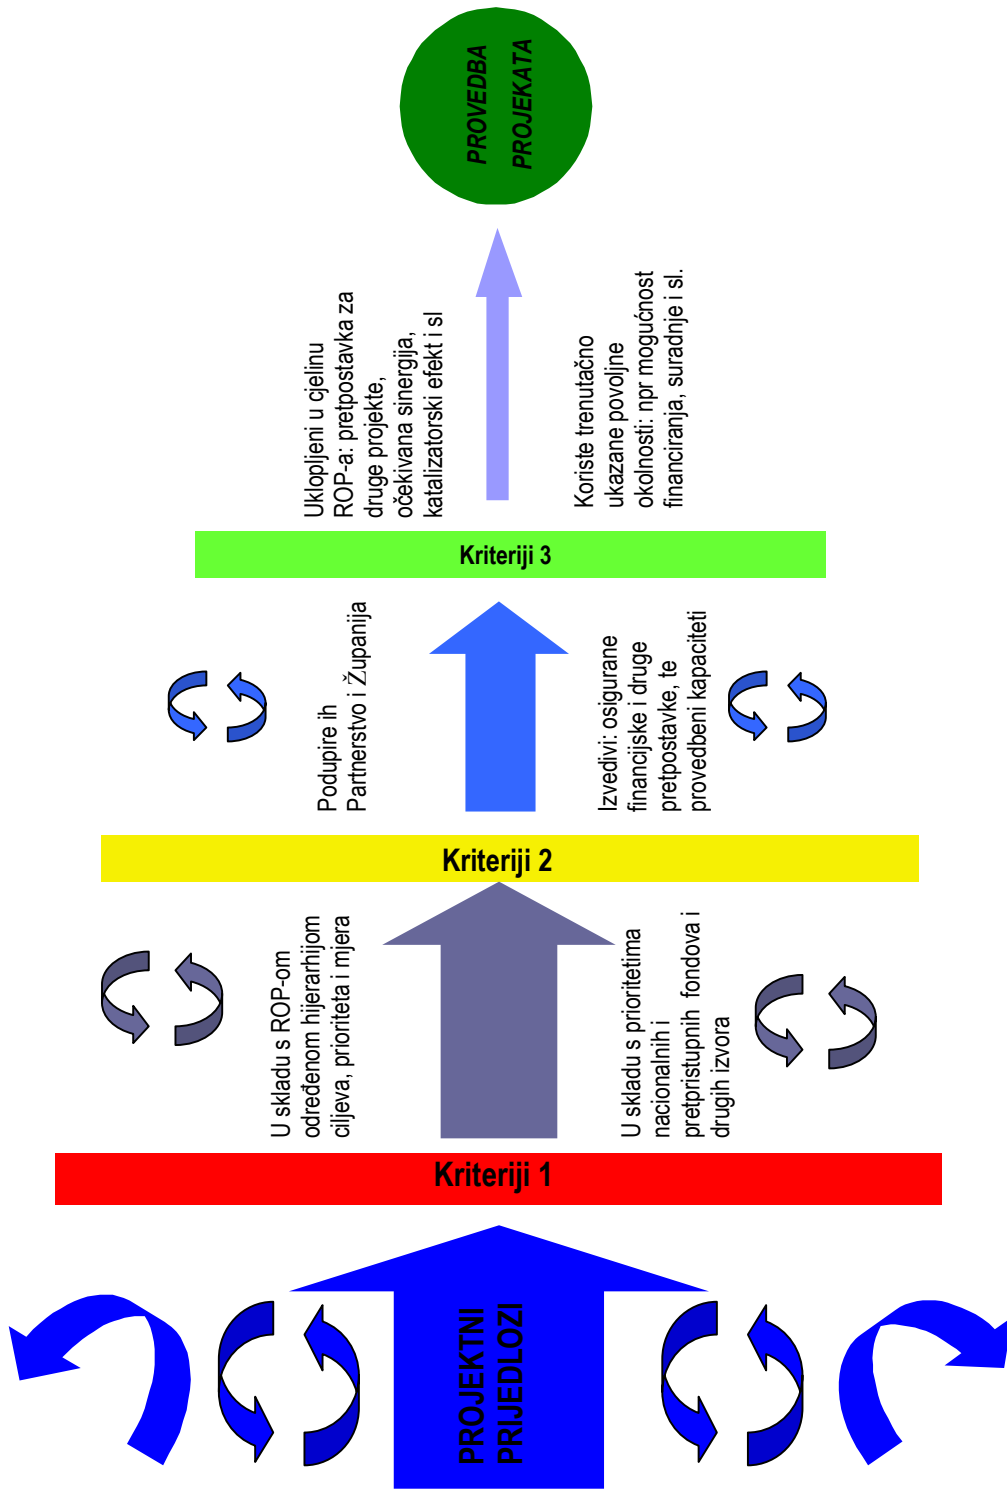 PROVEDBA
PROJEKATA
Uklopljeni u cjelinu
ROP-a: pretpostavka za
druge projekte,
očekivana sinergija,
katalizatorski efekt i sl
Koriste trenutačno
ukazane povoljne
okolnosti: npr mogućnost
financiranja, suradnje i sl.
Kriteriji 3
Podupire ih
Partnerstvo i Županija
Izvedivi: osigurane
financijske i druge
pretpostavke, te
provedbeni kapaciteti
Kriteriji 2
U skladu s ROP-om
određenom hijerarhijom
ciljeva, prioriteta i mjera
U skladu s prioritetima
nacionalnih i
pretpristupnih fondova i
drugih izvora
Kriteriji 1
PROJEKTNI
PRIJEDLOZI